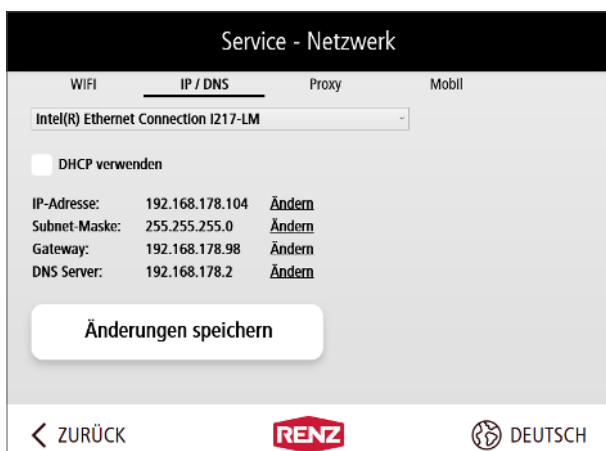 Service - Netzwerk
WIFI IP / DNS Proxy Mobil
Intel(R) Ethernet Connection I217-LM
DHCP verwenden
IP-Adresse: 192.168.178.104 Ändern
Subnet-Maske: 255.255.255.0 Ändern
Gateway: 192.168.178.98 Ändern
DNS Server: 192.168.178.2 Ändern
Änderungen speichern
ZURÜCK RENZ DEUTSCH